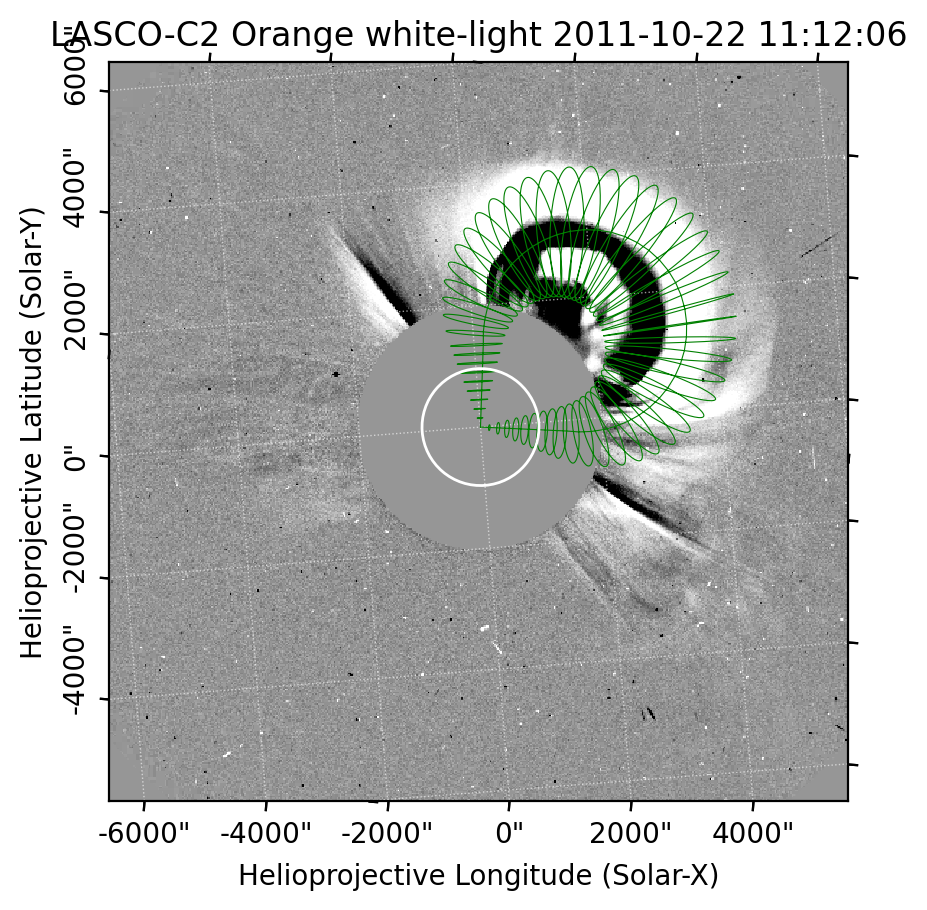 LASCO-C2 Orange white-light 2011-10-22 11:12:06
6000"
4000"
2000"
0"
-2000"
-4000"
Helioprojective Latitude (Solar-Y)
-6000" -4000" -2000" 0" 2000" 4000"
Helioprojective Longitude (Solar-X)